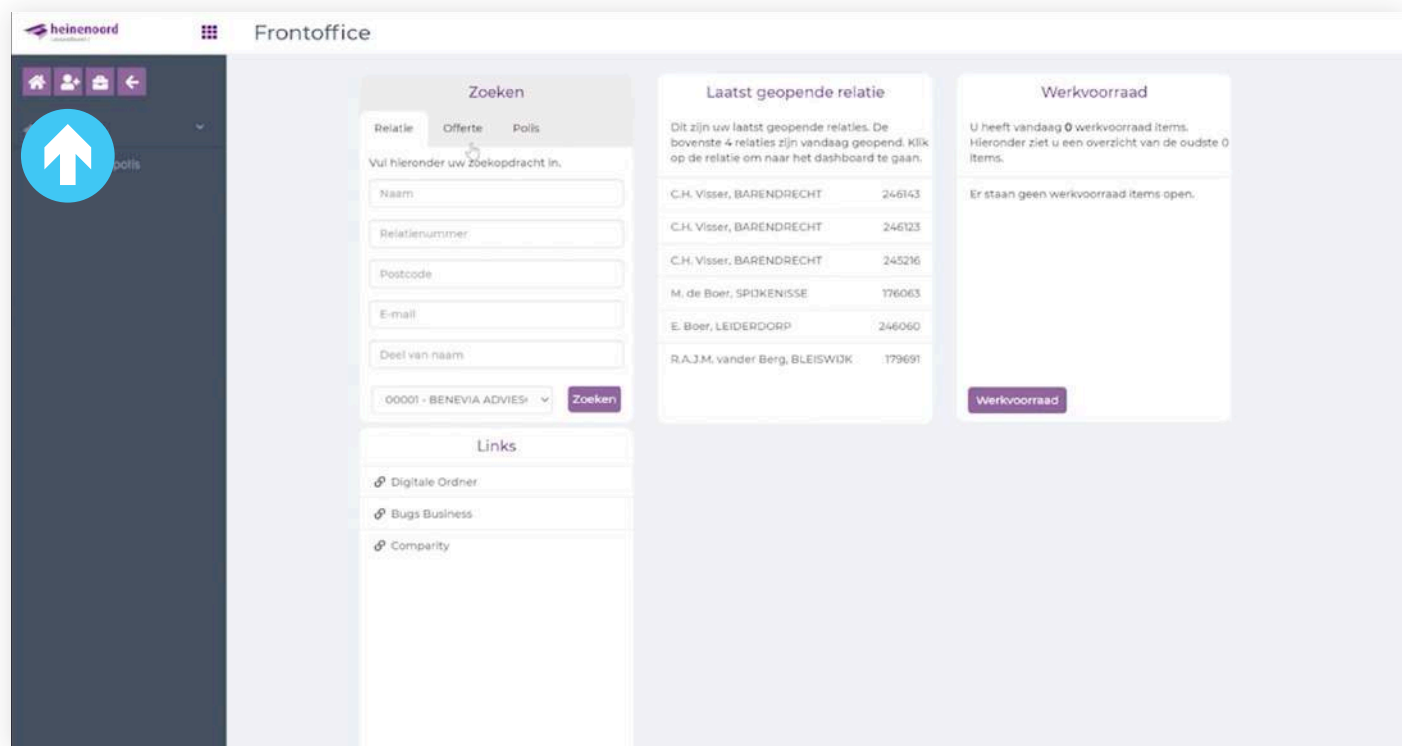 heinenoord
Frontoffice
polis
Zoeken
Relatie Offerte Polis
Vul hieronder uw zoekopdracht in.
Naam
Relatienummer
Postcode
E-mail
Deel van naam
00001 - BENEVIA ADVIES
Zoeken
Links
Digitale Ordner
Bugs Business
Comparity
Laatst geopende relatie
Dit zijn uw laatst geopende relaties. De
bovenste 4 relaties zijn vandaag geopend. Klik
op de relatie om naar het dashboard te gaan.
C.H. Visser, BARENDRECHT 246143
C.H. Visser, BARENDRECHT 246123
C.H. Visser, BARENDRECHT 245216
M. de Boer, SPIJKENISSE 176063
E. Boer, LEIDERDORP 246060
R.A.J.M. vander Berg, BLEISWIJK 179691
Werkvoorraad
U heeft vandaag 0 werkvoorraad items.
Hieronder ziet u een overzicht van de oudste 0
items.
Er staan geen werkvoorraad items open.
Werkvoorraad